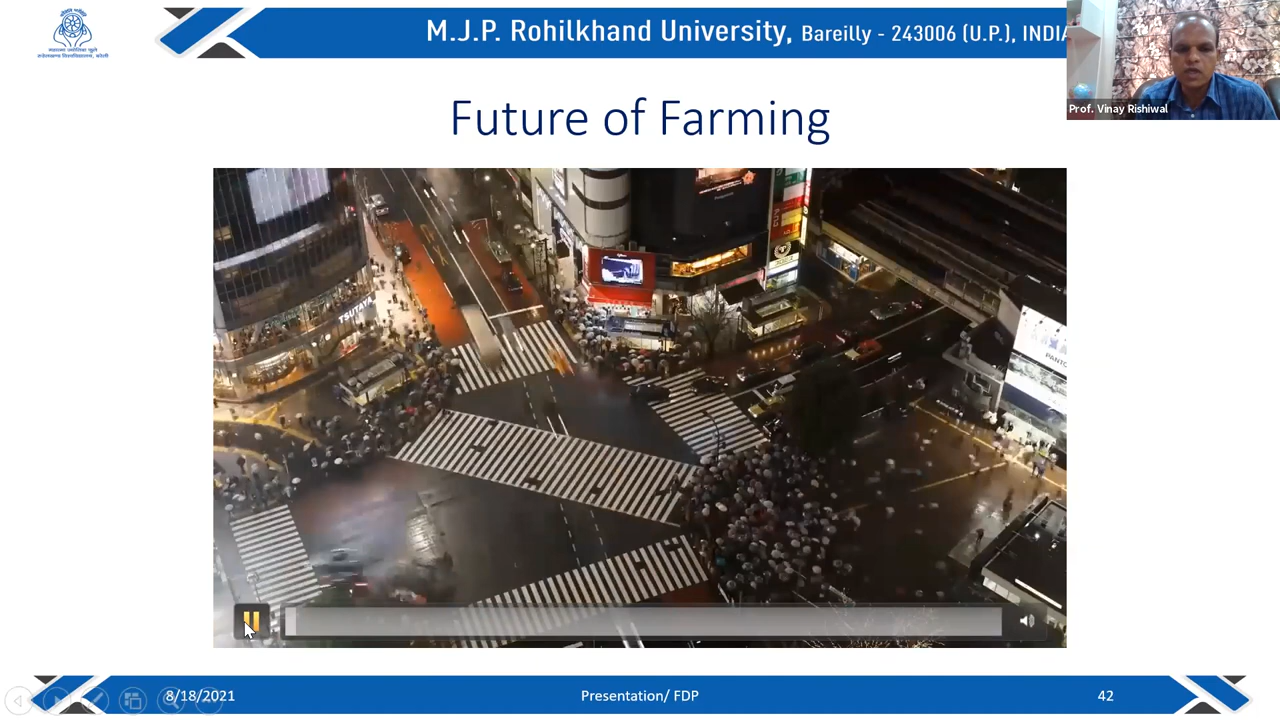 M.J.P. Rohilkhand University, Bareilly - 243006 (U.P.), INDIA
Prof. Vinay Rishiwal
Future of Farming
TSUTAYA
8/18/2021
Presentation/ FDP
42